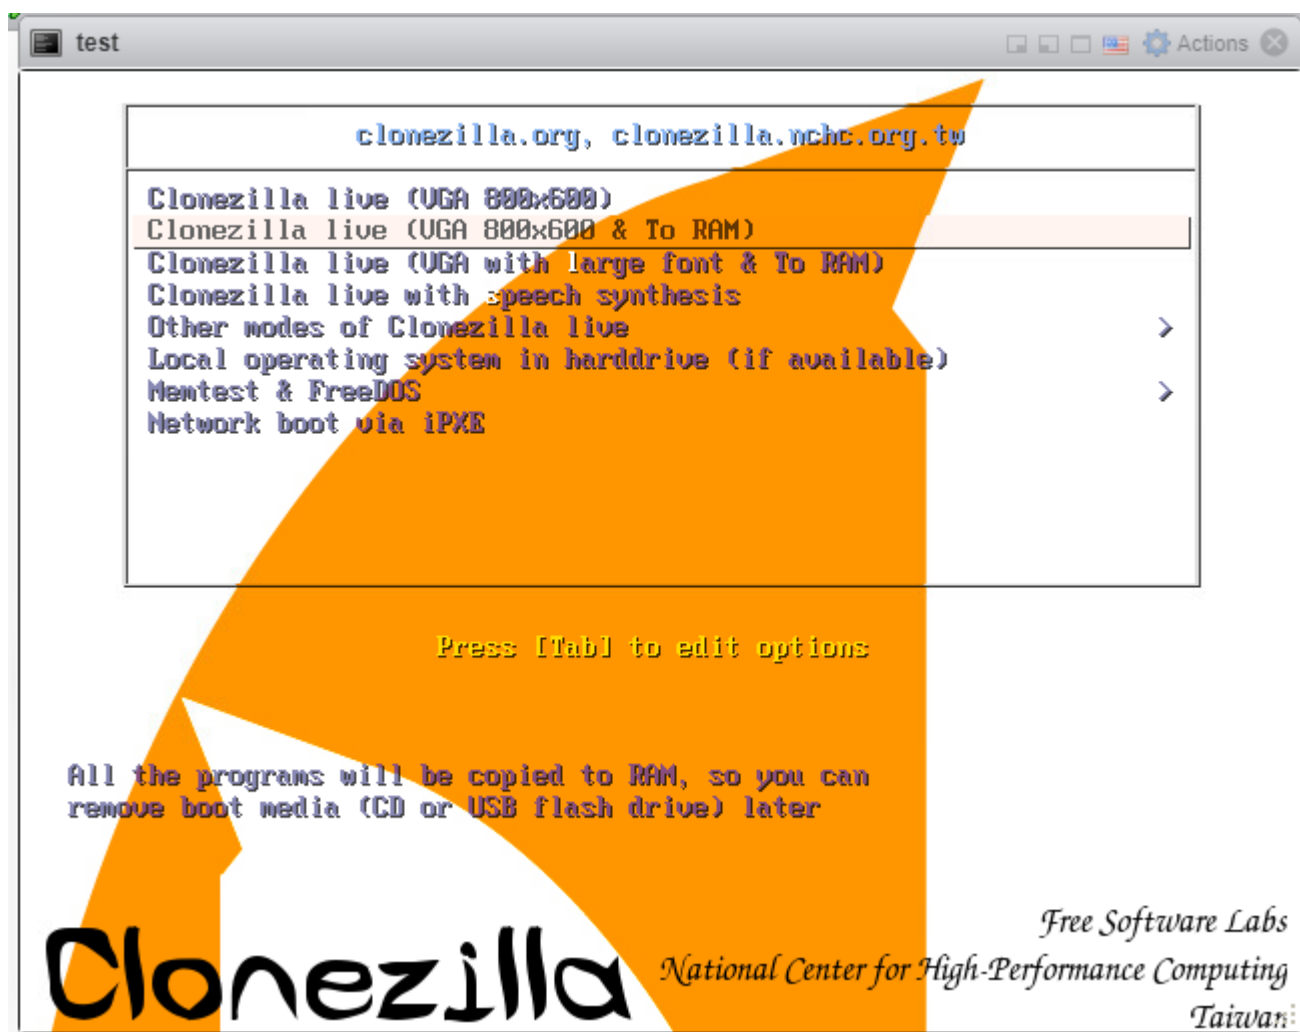 test
Actions
clonezilla.org, clonezilla.nchc.org.tw
Clonezilla live (VGA 800x600)
Clonezilla live (VGA 800x600 & To RAM)
Clonezilla live (VGA with large font & To RAM)
Clonezilla live with speech synthesis
Other modes of Clonezilla live >
Local operating system in harddrive (if available)
Memtest & FreeDOS >
Network boot via iPXE
Press [Tab] to edit options
All the programs will be copied to RAM, so you can
remove boot media (CD or USB flash drive) later
Clonezilla
Free Software Labs
National Center for High-Performance Computing
Taiwan